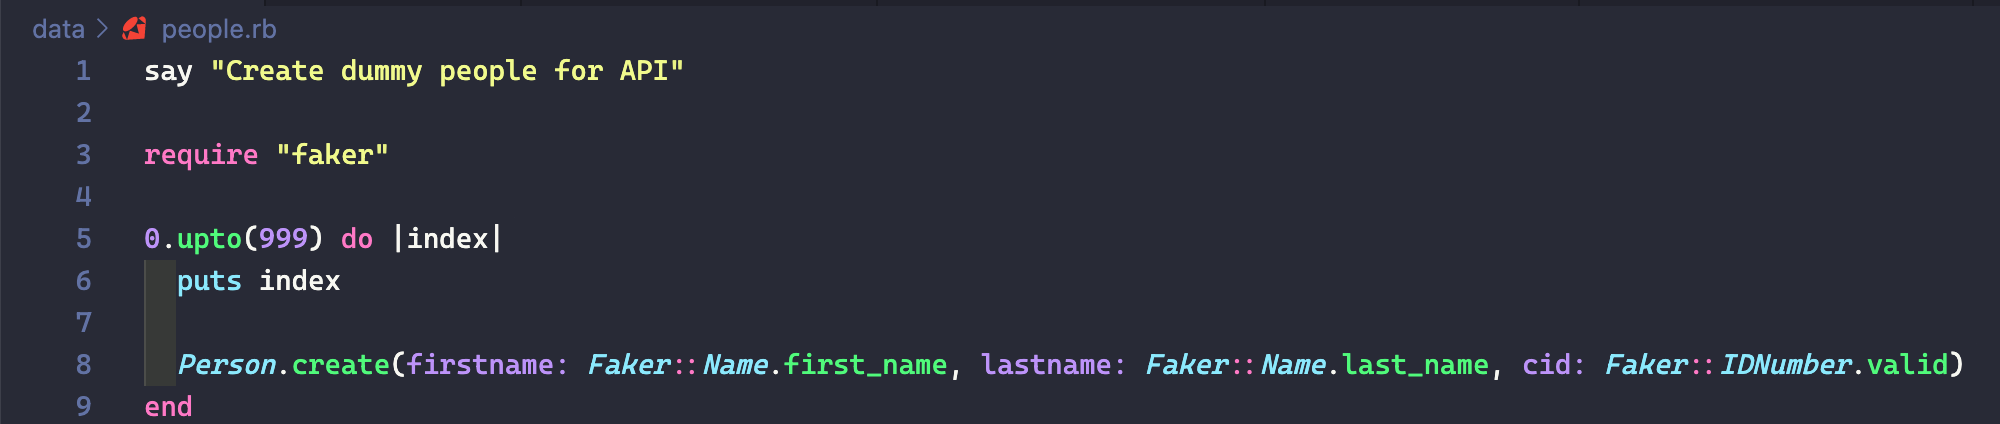 data > people.rb
1 say "Create dummy people for API"
2
3 require "faker"
4
5 0.upto(999) do |index|
6 puts index
7
8 Person.create(firstname: Faker::Name.first_name, lastname: Faker::Name.last_name, cid: Faker::IDNumber.valid)
9 end